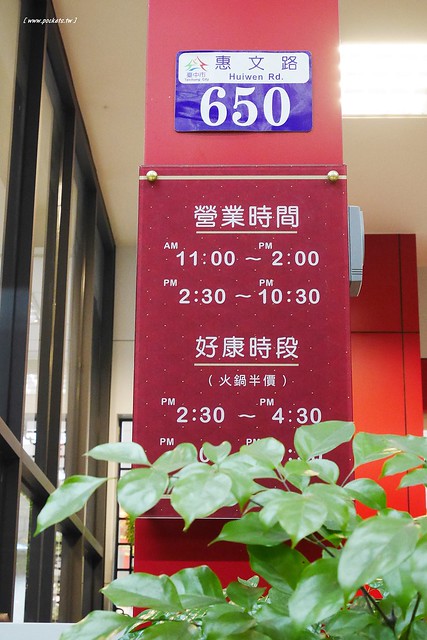 [ www.pockete.tw ]
惠文路
臺中市
Taichung City
Huiwen Rd.
650
營業時間
AM 11:00 ～ PM 2:00
PM 2:30 ～ PM 10:30
好康時段
( 火鍋半價 )
PM 2:30 ～ PM 4:30
PM PM